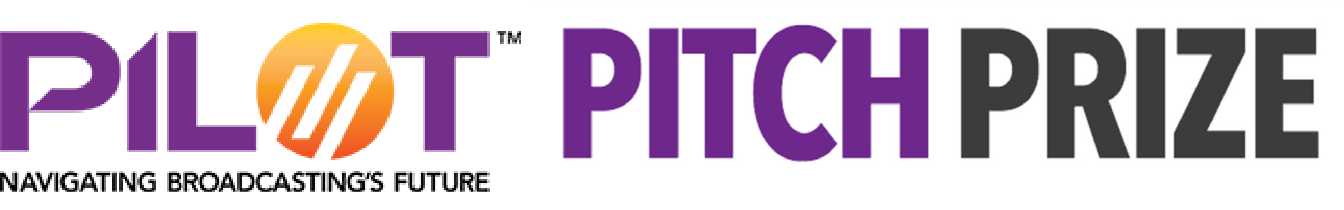 PILOT™ PITCH PRIZE
NAVIGATING BROADCASTING'S FUTURE